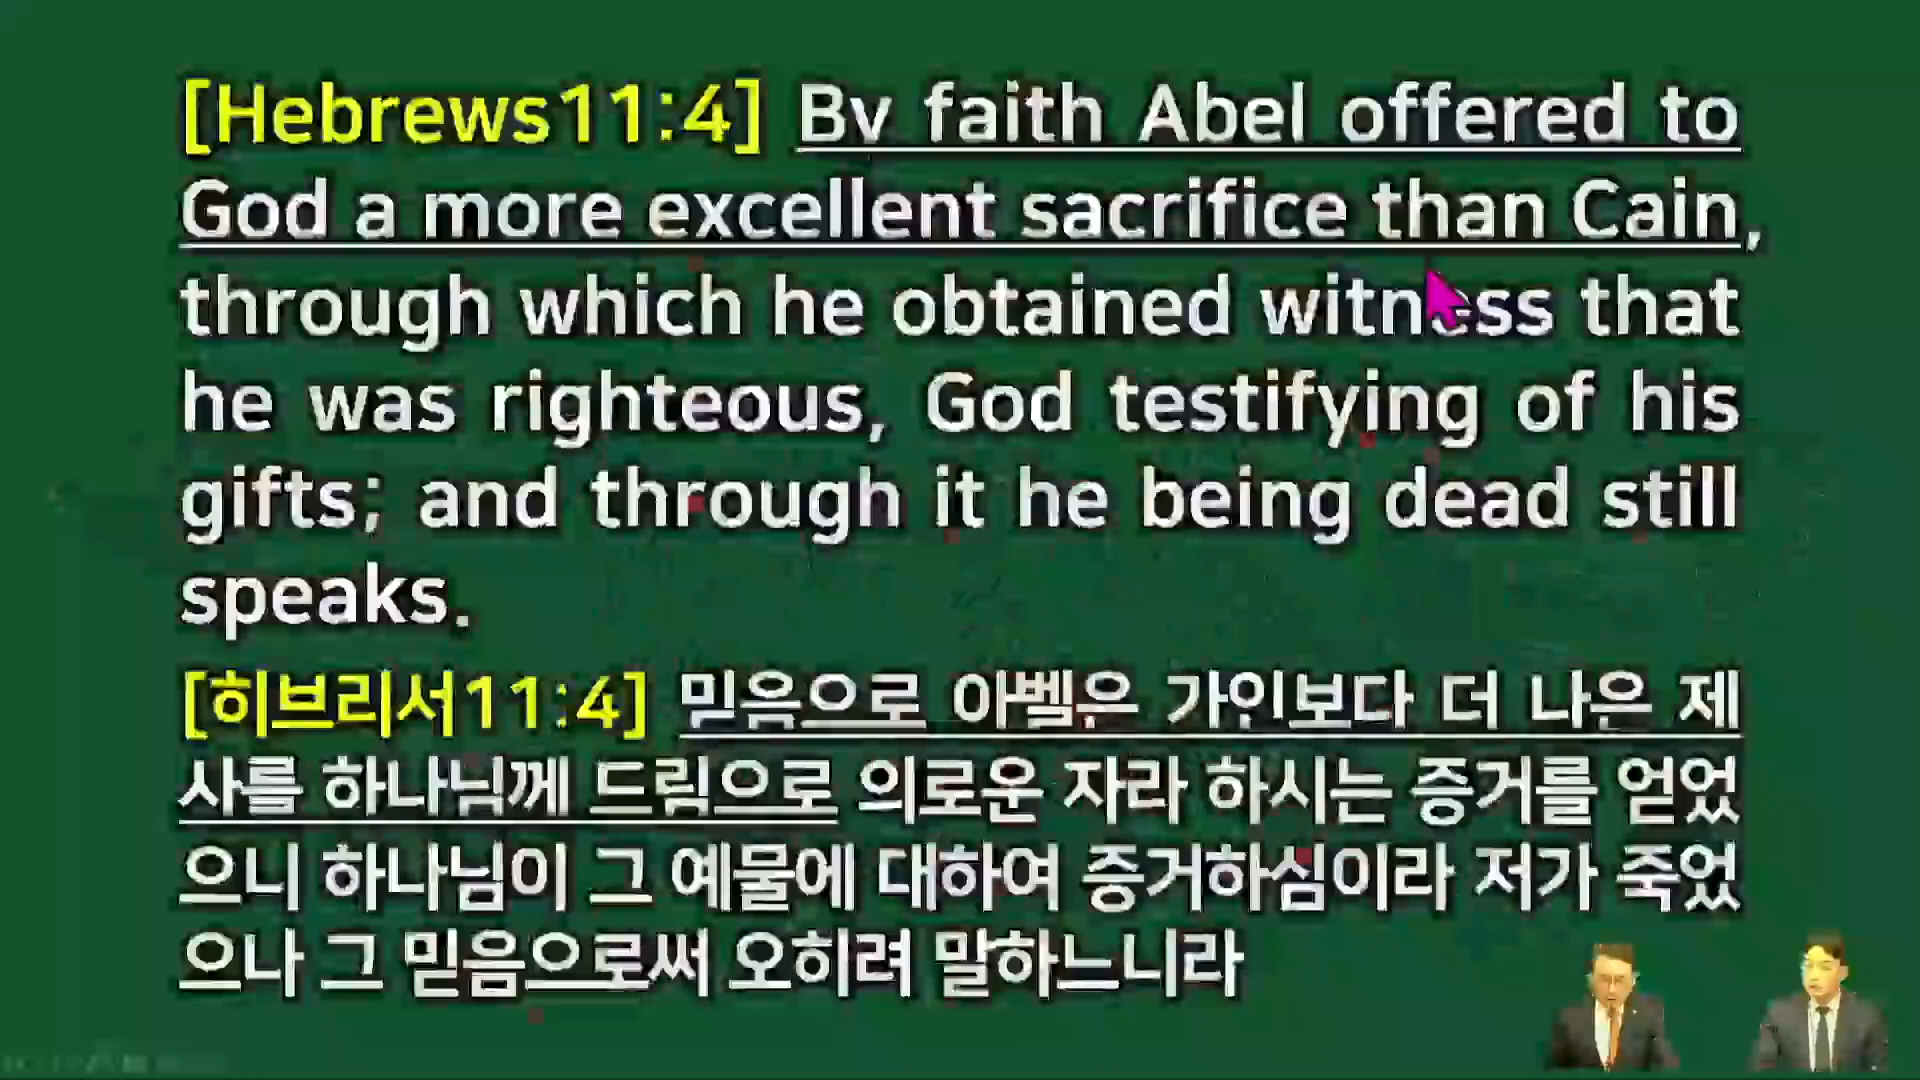 [Hebrews11:4] By faith Abel offered to
God a more excellent sacrifice than Cain,
through which he obtained witness that
he was righteous, God testifying of his
gifts; and through it he being dead still
speaks.
[히브리서11:4] 믿음으로 아벨은 가인보다 더 나은 제
사를 하나님께 드림으로 의로운 자라 하시는 증거를 얻었
으니 하나님이 그 예물에 대하여 증거하심이라 저가 죽었
으나 그 믿음으로써 오히려 말하느니라